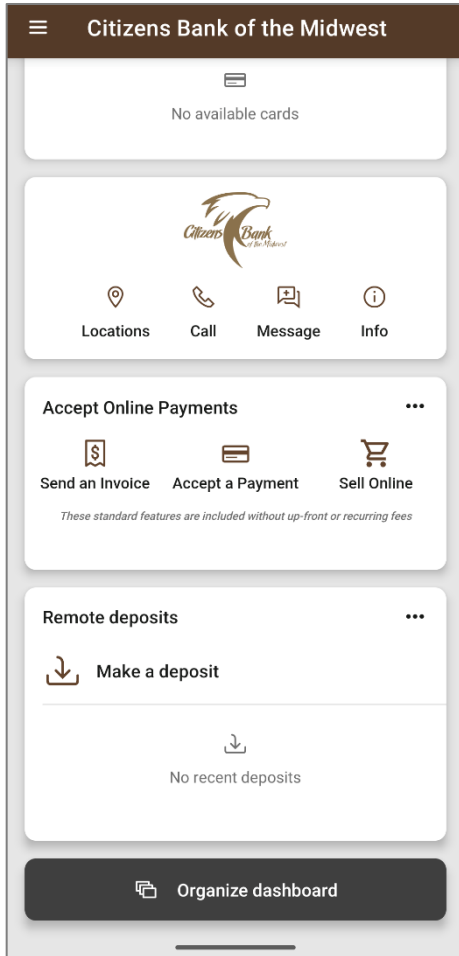 Citizens Bank of the Midwest
No available cards
Citizens Bank
of the Midwest
Locations Call Message Info
Accept Online Payments
Send an Invoice Accept a Payment Sell Online
These standard features are included without up-front or recurring fees
Remote deposits
Make a deposit
No recent deposits
Organize dashboard